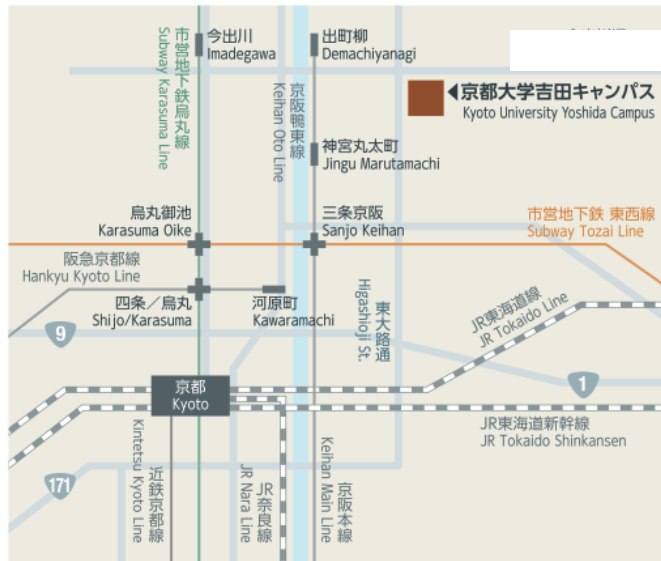 今出川
Imadegawa
出町柳
Demachiyanagi
市営地下鉄烏丸線
Subway Karasuma Line
京阪鴨東線
Keihan Oto Line
京都大学吉田キャンパス
Kyoto University Yoshida Campus
神宮丸太町
Jingu Marutamachi
烏丸御池
Karasuma Oike
三条京阪
Sanjo Keihan
市営地下鉄 東西線
Subway Tozai Line
阪急京都線
Hankyu Kyoto Line
四条／烏丸
Shijo/Karasuma
河原町
Kawaramachi
東大路通
Higashioji St.
JR東海道線
JR Tokaido Line
9
京都
Kyoto
1
JR東海道新幹線
JR Tokaido Shinkansen
171
近鉄京都線
Kintetsu Kyoto Line
JR奈良線
JR Nara Line
京阪本線
Keihan Main Line